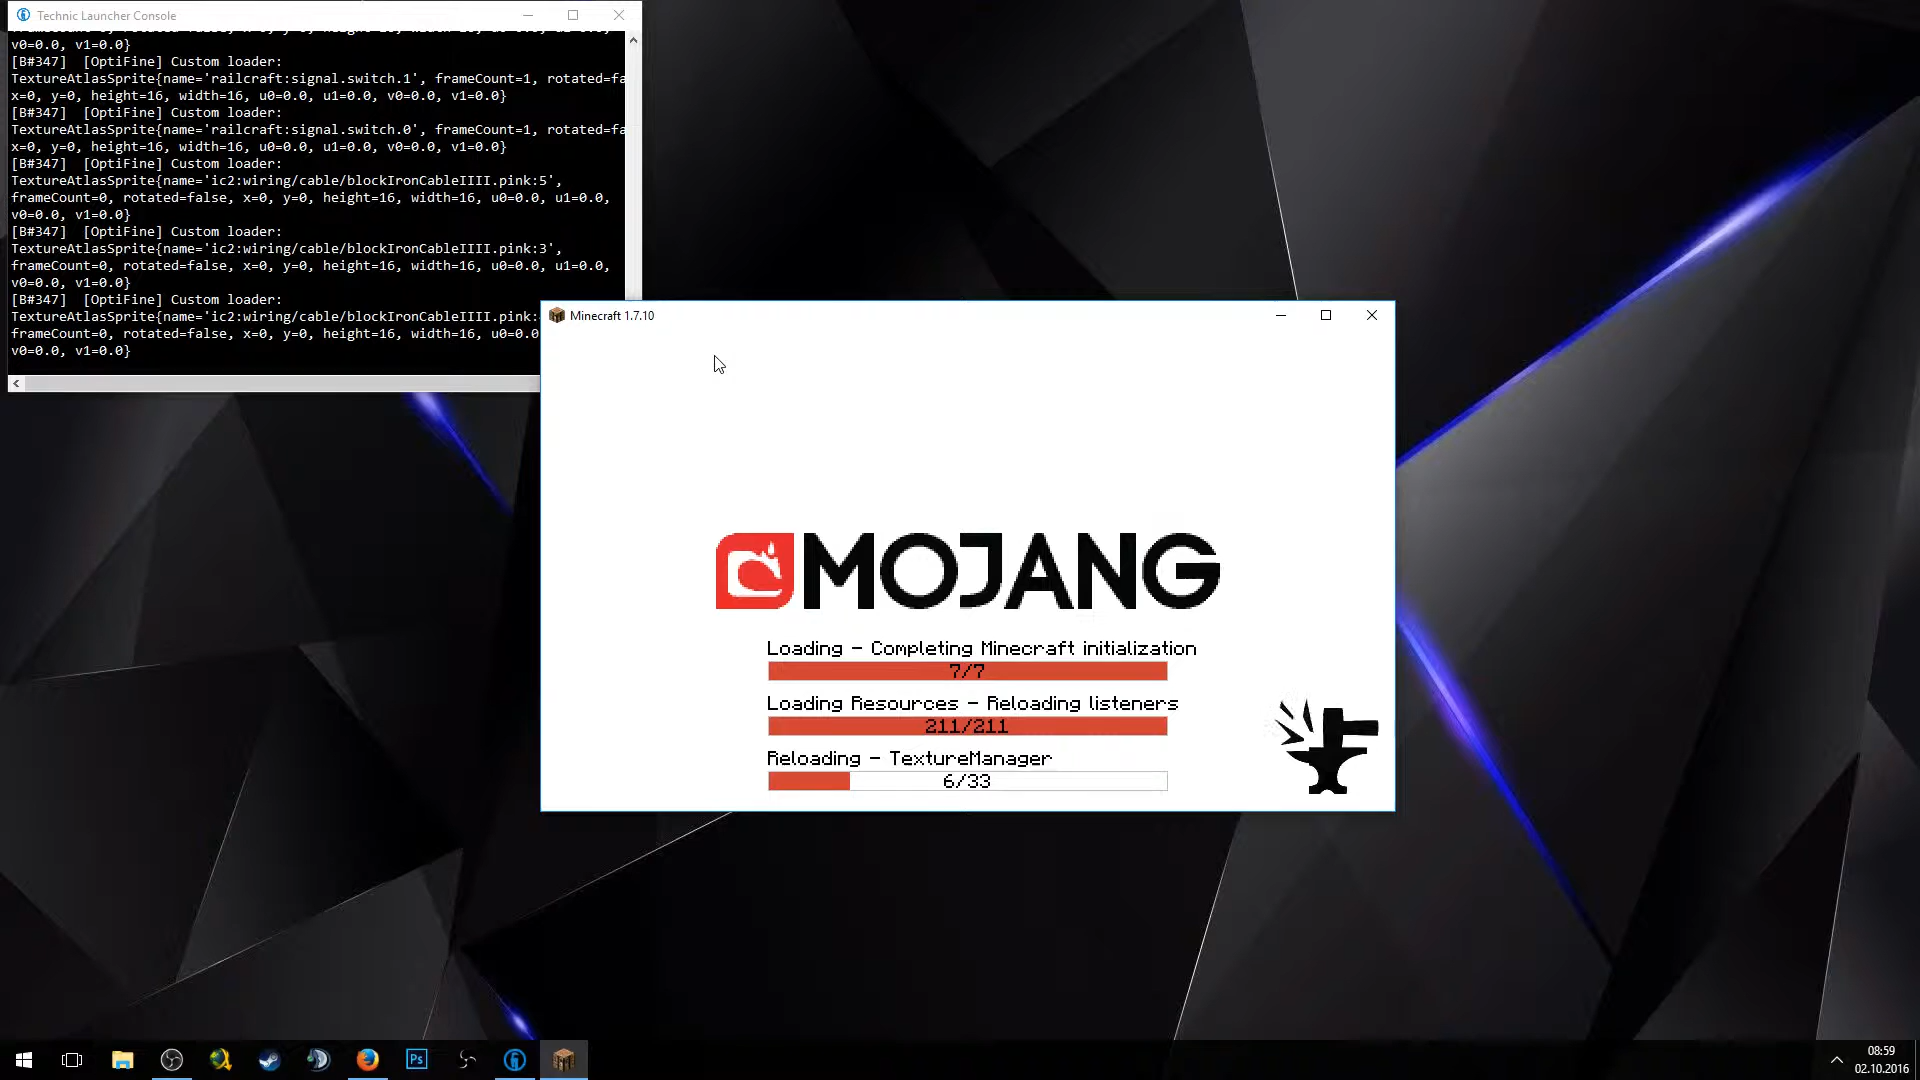 Technic Launcher Console
v0=0.0, v1=0.0}
[B#347]  [OptiFine] Custom loader:
TextureAtlasSprite{name='railcraft:signal.switch.1', frameCount=1, rotated=fa
x=0, y=0, height=16, width=16, u0=0.0, u1=0.0, v0=0.0, v1=0.0}
[B#347]  [OptiFine] Custom loader:
TextureAtlasSprite{name='railcraft:signal.switch.0', frameCount=1, rotated=fa
x=0, y=0, height=16, width=16, u0=0.0, u1=0.0, v0=0.0, v1=0.0}
[B#347]  [OptiFine] Custom loader:
TextureAtlasSprite{name='ic2:wiring/cable/blockIronCableIIII.pink:5',
frameCount=0, rotated=false, x=0, y=0, height=16, width=16, u0=0.0, u1=0.0,
v0=0.0, v1=0.0}
[B#347]  [OptiFine] Custom loader:
TextureAtlasSprite{name='ic2:wiring/cable/blockIronCableIIII.pink:3',
frameCount=0, rotated=false, x=0, y=0, height=16, width=16, u0=0.0, u1=0.0,
v0=0.0, v1=0.0}
[B#347]  [OptiFine] Custom loader:
TextureAtlasSprite{name='ic2:wiring/cable/blockIronCableIIII.pink:
frameCount=0, rotated=false, x=0, y=0, height=16, width=16, u0=0.0
v0=0.0, v1=0.0}
Minecraft 1.7.10
MOJANG
Loading - Completing Minecraft initialization
7/7
Loading Resources - Reloading listeners
211/211
Reloading - TextureManager
6/33
Ps
08:59
02.10.2016